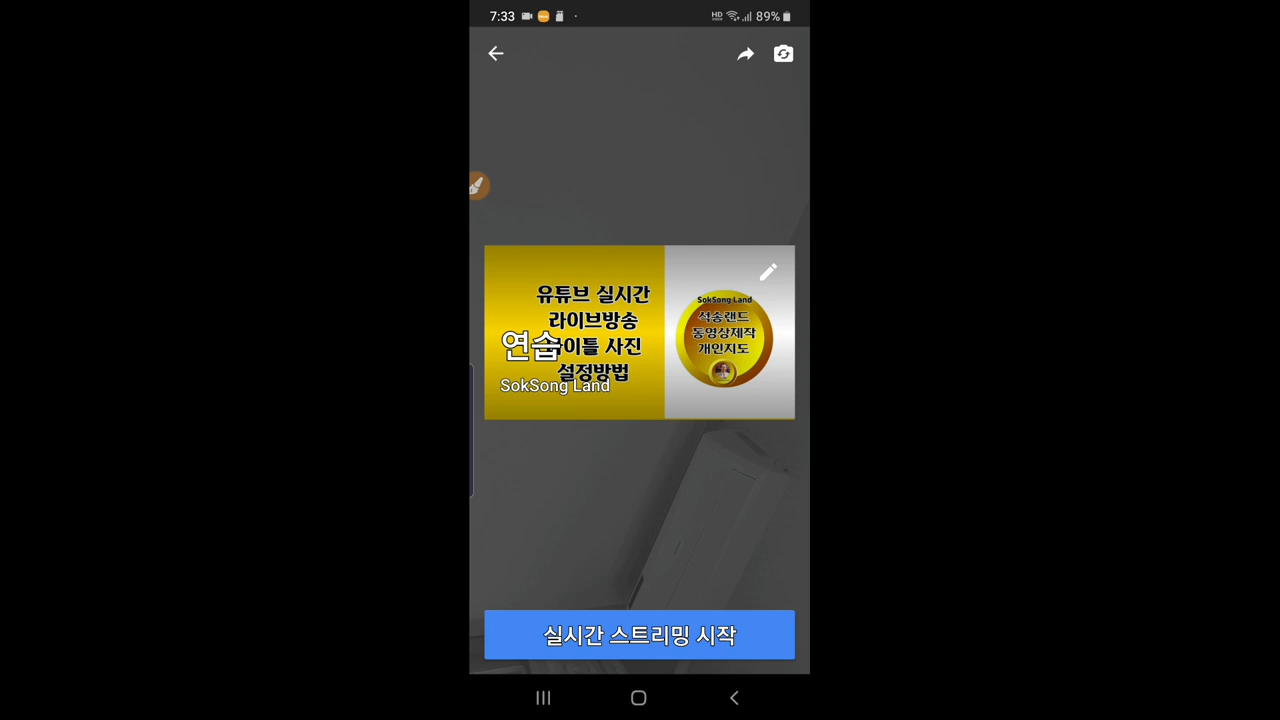 7:33
HD
89%
유튜브 실시간
라이브방송
타이틀 사진
설정방법
연습
SokSong Land
SokSong Land
석송랜드
동영상제작
개인지도
실시간 스트리밍 시작